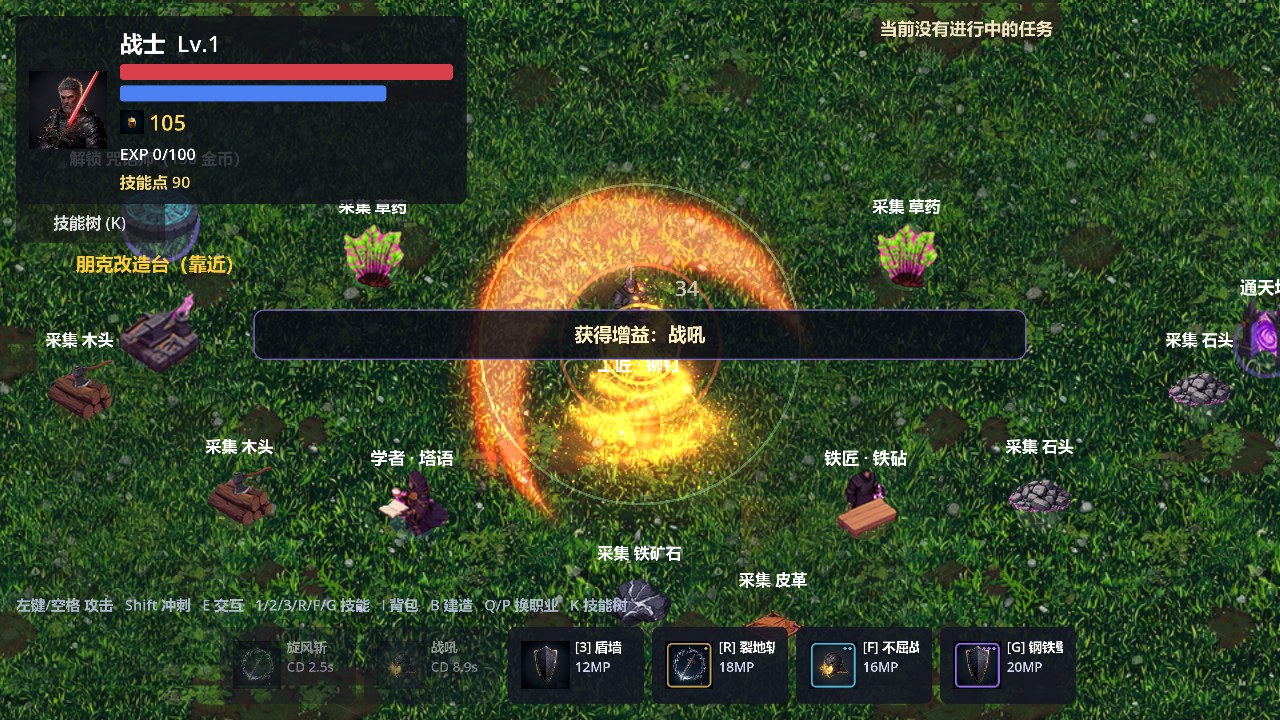 战士 Lv.1
当前没有进行中的任务
105
EXP 0/100
解锁
金币)
技能点 90
技能树 (K)
采集 草药
采集 草药
朋克改造台（靠近）
34
采集 木头
获得增益：战吼
采集 石头
采集 木头
学者 · 塔语
铁匠 · 铁砧
采集 石头
采集 铁矿石
采集 皮革
左键/空格 攻击 Shift 冲刺 E 交互 1/2/3/R/F/G 技能 I 背包 B 建造 Q/P 换职业 K 技能树
旋风斩
CD 2.5s
战吼
CD 8.9s
[3] 盾墙
12MP
[R] 裂地
18MP
[F] 不屈战
16MP
[G] 钢铁
20MP